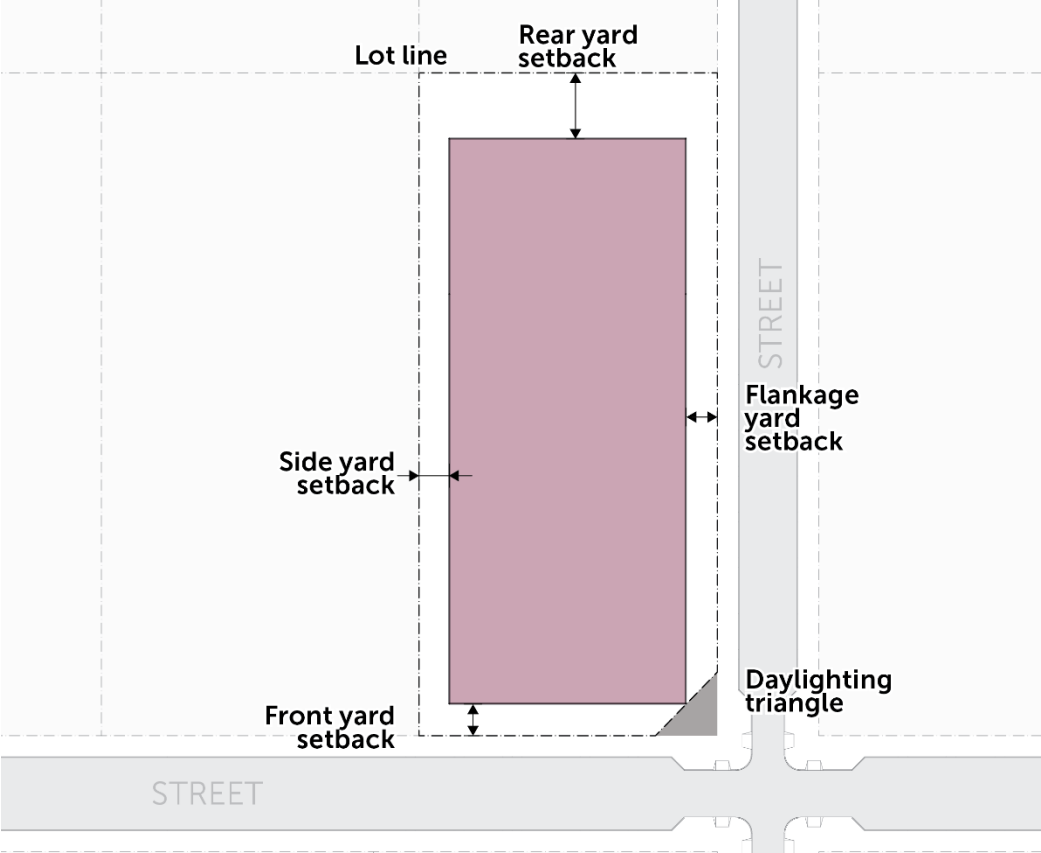 Rear yard
setback
Lot line
STREET
Flankage
yard
setback
Side yard
setback
Daylighting
triangle
Front yard
setback
STREET